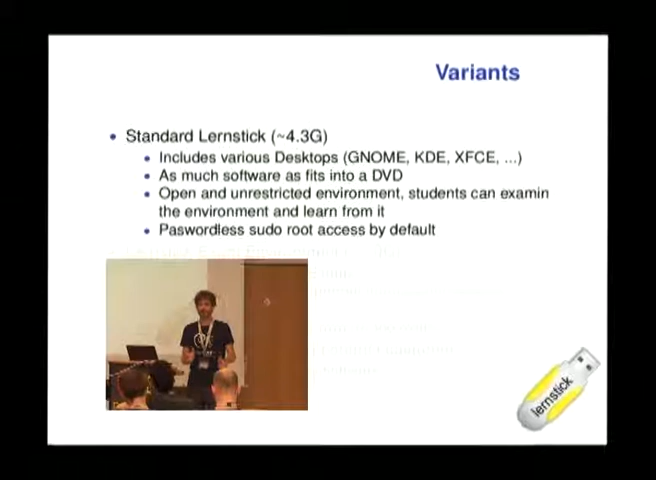 Variants
• Standard Lernstick (~4.3G)
• Includes various Desktops (GNOME, KDE, XFCE, ...)
• As much software as fits into a DVD
• Open and unrestricted environment, students can examin
the environment and learn from it
• Paswordless sudo root access by default
lernstick